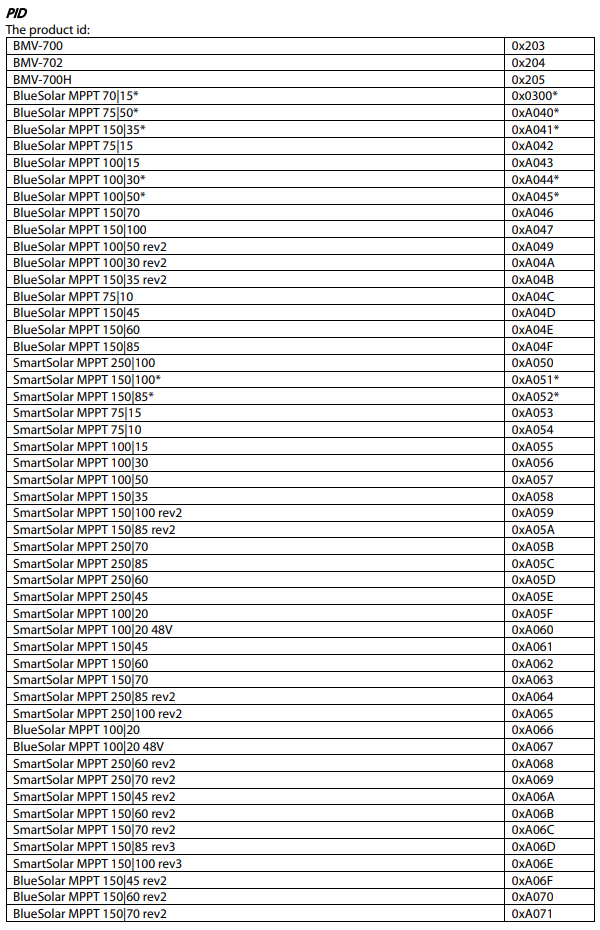 PID
The product id:
BMV-700 0x203
BMV-702 0x204
BMV-700H 0x205
BlueSolar MPPT 70|15* 0x0300*
BlueSolar MPPT 75|50* 0xA040*
BlueSolar MPPT 150|35* 0xA041*
BlueSolar MPPT 75|15 0xA042
BlueSolar MPPT 100|15 0xA043
BlueSolar MPPT 100|30* 0xA044*
BlueSolar MPPT 100|50* 0xA045*
BlueSolar MPPT 150|70 0xA046
BlueSolar MPPT 150|100 0xA047
BlueSolar MPPT 100|50 rev2 0xA049
BlueSolar MPPT 100|30 rev2 0xA04A
BlueSolar MPPT 150|35 rev2 0xA04B
BlueSolar MPPT 75|10 0xA04C
BlueSolar MPPT 150|45 0xA04D
BlueSolar MPPT 150|60 0xA04E
BlueSolar MPPT 150|85 0xA04F
SmartSolar MPPT 250|100 0xA050
SmartSolar MPPT 150|100* 0xA051*
SmartSolar MPPT 150|85* 0xA052*
SmartSolar MPPT 75|15 0xA053
SmartSolar MPPT 75|10 0xA054
SmartSolar MPPT 100|15 0xA055
SmartSolar MPPT 100|30 0xA056
SmartSolar MPPT 100|50 0xA057
SmartSolar MPPT 150|35 0xA058
SmartSolar MPPT 150|100 rev2 0xA059
SmartSolar MPPT 150|85 rev2 0xA05A
SmartSolar MPPT 250|70 0xA05B
SmartSolar MPPT 250|85 0xA05C
SmartSolar MPPT 250|60 0xA05D
SmartSolar MPPT 250|45 0xA05E
SmartSolar MPPT 100|20 0xA05F
SmartSolar MPPT 100|20 48V 0xA060
SmartSolar MPPT 150|45 0xA061
SmartSolar MPPT 150|60 0xA062
SmartSolar MPPT 150|70 0xA063
SmartSolar MPPT 250|85 rev2 0xA064
SmartSolar MPPT 250|100 rev2 0xA065
BlueSolar MPPT 100|20 0xA066
BlueSolar MPPT 100|20 48V 0xA067
SmartSolar MPPT 250|60 rev2 0xA068
SmartSolar MPPT 250|70 rev2 0xA069
SmartSolar MPPT 150|45 rev2 0xA06A
SmartSolar MPPT 150|60 rev2 0xA06B
SmartSolar MPPT 150|70 rev2 0xA06C
SmartSolar MPPT 150|85 rev3 0xA06D
SmartSolar MPPT 150|100 rev3 0xA06E
BlueSolar MPPT 150|45 rev2 0xA06F
BlueSolar MPPT 150|60 rev2 0xA070
BlueSolar MPPT 150|70 rev2 0xA071